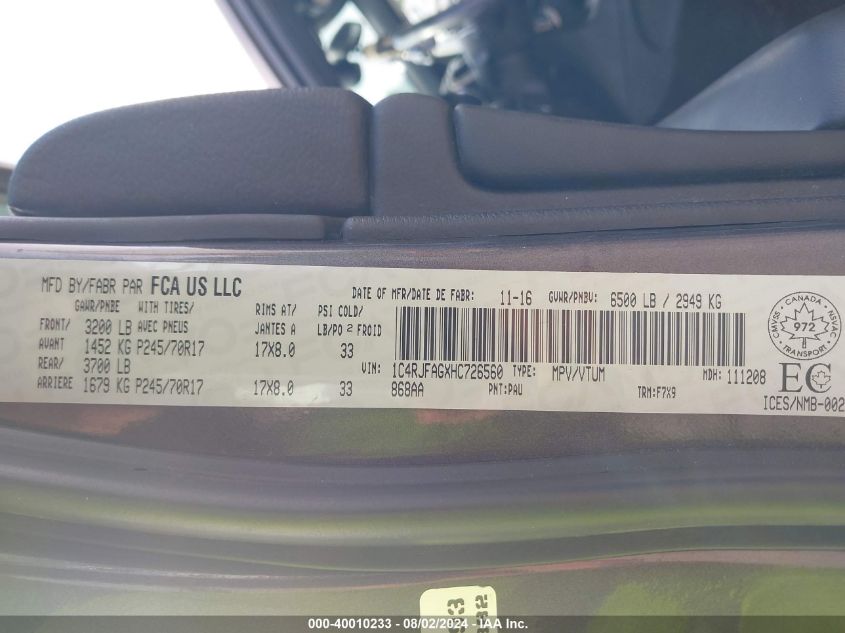 MFD BY/FABR PAR FCA US LLC
DATE OF MFR/DATE DE FABR: 11-16 GVWR/PNBV: 6500 LB / 2949 KG
GAWR/PNBE WITH TIRES/ RIMS AT/ PSI COLD/
FRONT/ 3200 LB AVEC PNEUS JANTES A LB/PO 2 FROID
AVANT 1452 KG P245/70R17 17X8.0 33
REAR/ 3700 LB
ARRIERE 1679 KG P245/70R17 17X8.0 33
VIN: 1C4RJFAGXHC726560 TYPE: MPV/VTUM MDH: 111208
868AA PNT:PAU TRM:F7X9
CANADA
CMVSS 972 NSVAC
TRANSPORT
EC
ICES/NMB-002
000-40010233 - 08/02/2024 - IAA Inc.